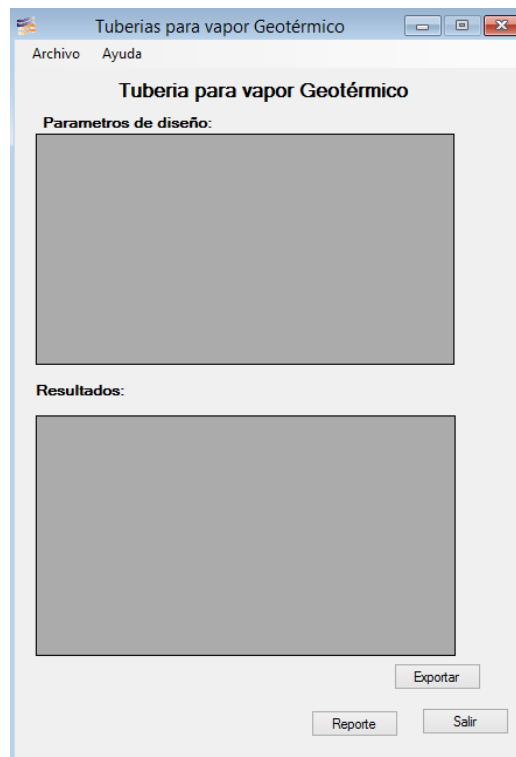 Tuberias para vapor Geotérmico
Archivo Ayuda
Tuberia para vapor Geotérmico
Parametros de diseño:
Resultados:
Exportar
Reporte Salir